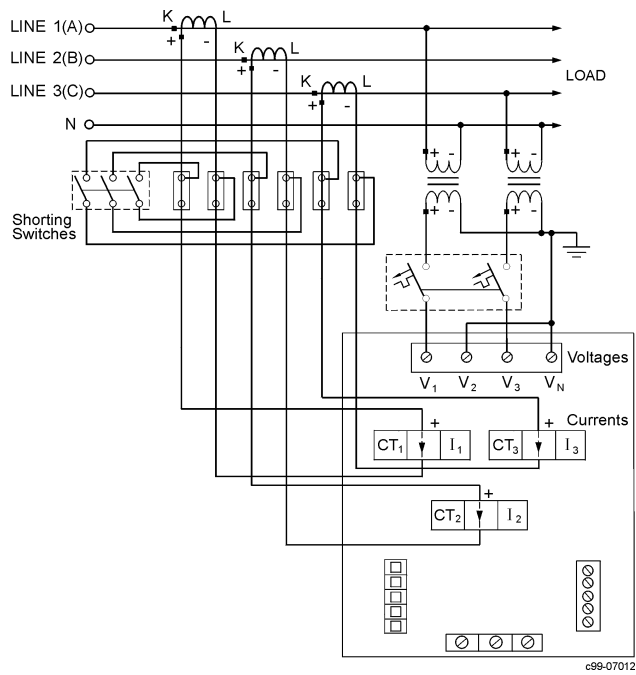 K L
LINE 1(A)
+ -
K L
LINE 2(B)
+ -
K L
LINE 3(C)
+ -
LOAD
N
+ - + -
+ - + -
Shorting
Switches
Voltages
V1 V2 V3 VN
Currents
+ +
CT1 I1 CT3 I3
+
CT2 I2
c99-07012